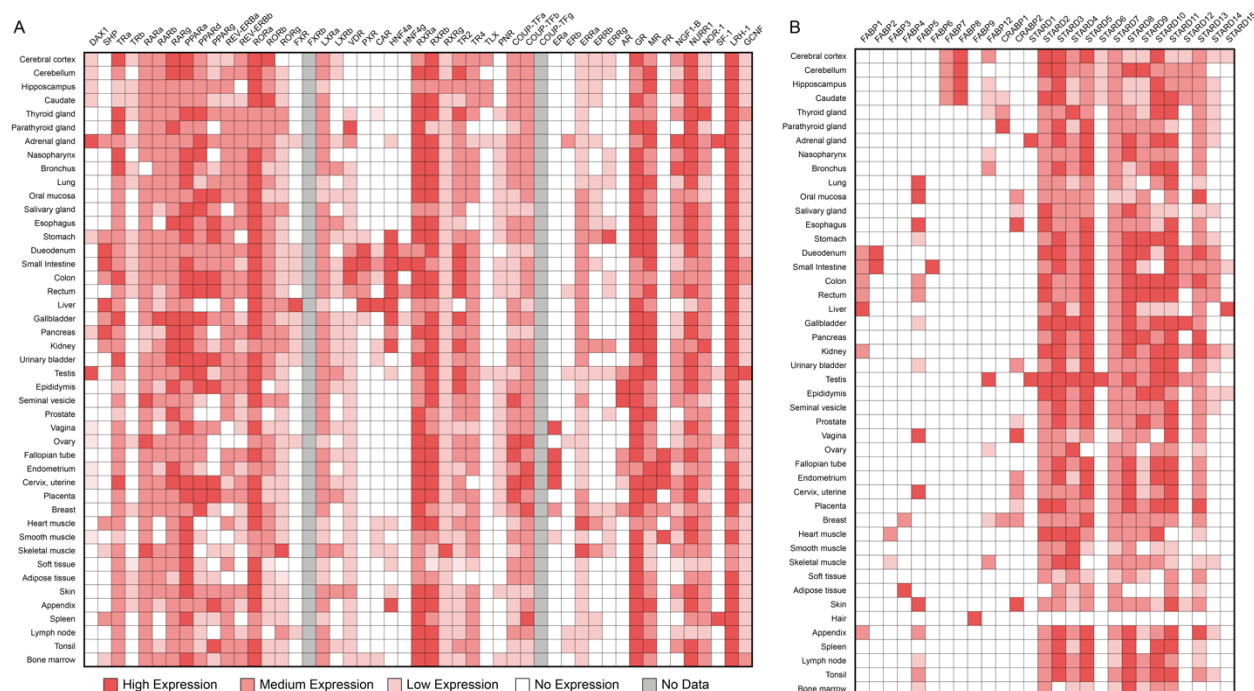 A
DAX1 SHP TRa TRb RARa RARb RARg PPARa PPARd PPARg REV-ERBa REV-ERBb RORa RORb RORg FXR FXRb LXRa LXRb VDR PXR CAR HNF4a HNF4g RXRa RXRb RXRg TR2 TR4 TLX PNR COUP-TFa COUP-TFb COUP-TFg ERa ERb ERRa ERRb ERRg AR GR MR PR NGF1-B NURR1 NOR-1 SF-1 LRH-1 GCNF
Cerebral cortex
Cerebellum
Hippocampus
Caudate
Thyroid gland
Parathyroid gland
Adrenal gland
Nasopharynx
Bronchus
Lung
Oral mucosa
Salivary gland
Esophagus
Stomach
Dueodenum
Small Intestine
Colon
Rectum
Liver
Gallbladder
Pancreas
Kidney
Urinary bladder
Testis
Epididymis
Seminal vesicle
Prostate
Vagina
Ovary
Fallopian tube
Endometrium
Cervix, uterine
Placenta
Breast
Heart muscle
Smooth muscle
Skeletal muscle
Soft tissue
Adipose tissue
Skin
Appendix
Spleen
Lymph node
Tonsil
Bone marrow
High Expression Medium Expression Low Expression No Expression No Data
B
FABP1 FABP2 FABP3 FABP4 FABP5 FABP6 FABP7 FABP8 FABP9 FABP12 CRABP1 CRABP2 STARD1 STARD2 STARD3 STARD4 STARD5 STARD6 STARD7 STARD8 STARD9 STARD10 STARD11 STARD12 STARD13 STARD14 STARD15
Cerebral cortex
Cerebellum
Hippocampus
Caudate
Thyroid gland
Parathyroid gland
Adrenal gland
Nasopharynx
Bronchus
Lung
Oral mucosa
Salivary gland
Esophagus
Stomach
Dueodenum
Small Intestine
Colon
Rectum
Liver
Gallbladder
Pancreas
Kidney
Urinary bladder
Testis
Epididymis
Seminal vesicle
Prostate
Vagina
Ovary
Fallopian tube
Endometrium
Cervix, uterine
Placenta
Breast
Heart muscle
Smooth muscle
Skeletal muscle
Soft tissue
Adipose tissue
Skin
Hair
Appendix
Spleen
Lymph node
Tonsil
Bone marrow